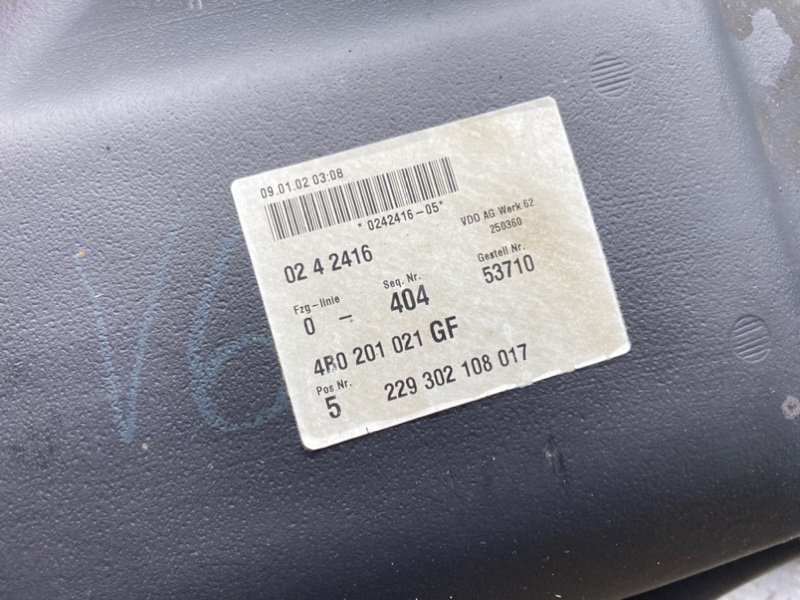 09.01.02 03:08
*0242416-05*
VDO AG Werk 62
250360
02 4 2416
Fzg-linie
Seq. Nr.
Gestell Nr.
0 - 404 53710
4B0 201 021 GF
Pos Nr.
5 229 302 108 017
V6